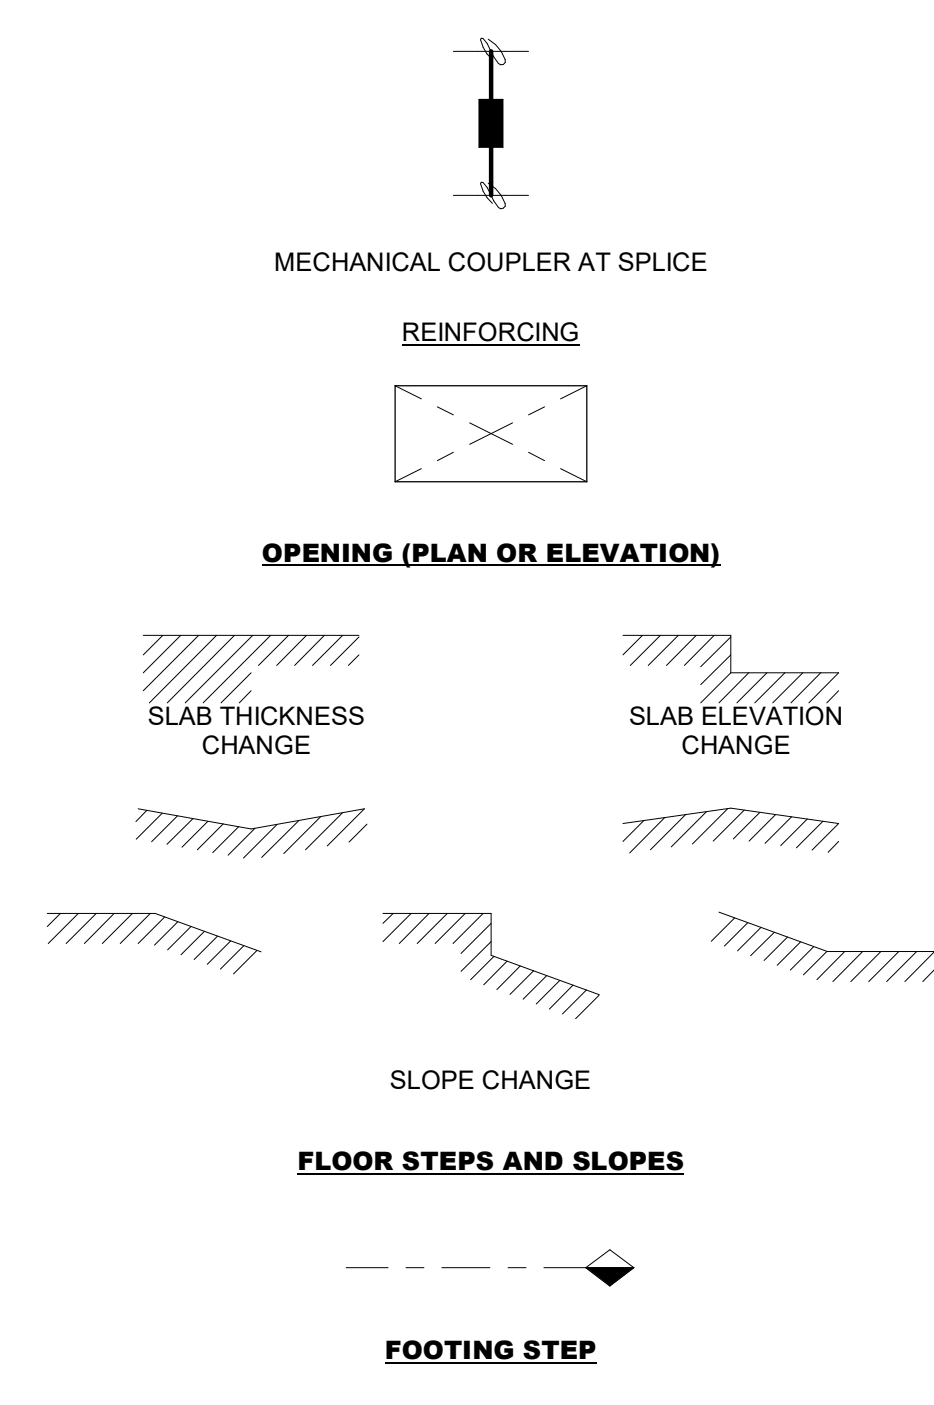 MECHANICAL COUPLER AT SPLICE
REINFORCING
OPENING (PLAN OR ELEVATION)
SLAB THICKNESS
CHANGE
SLAB ELEVATION
CHANGE
SLOPE CHANGE
FLOOR STEPS AND SLOPES
FOOTING STEP